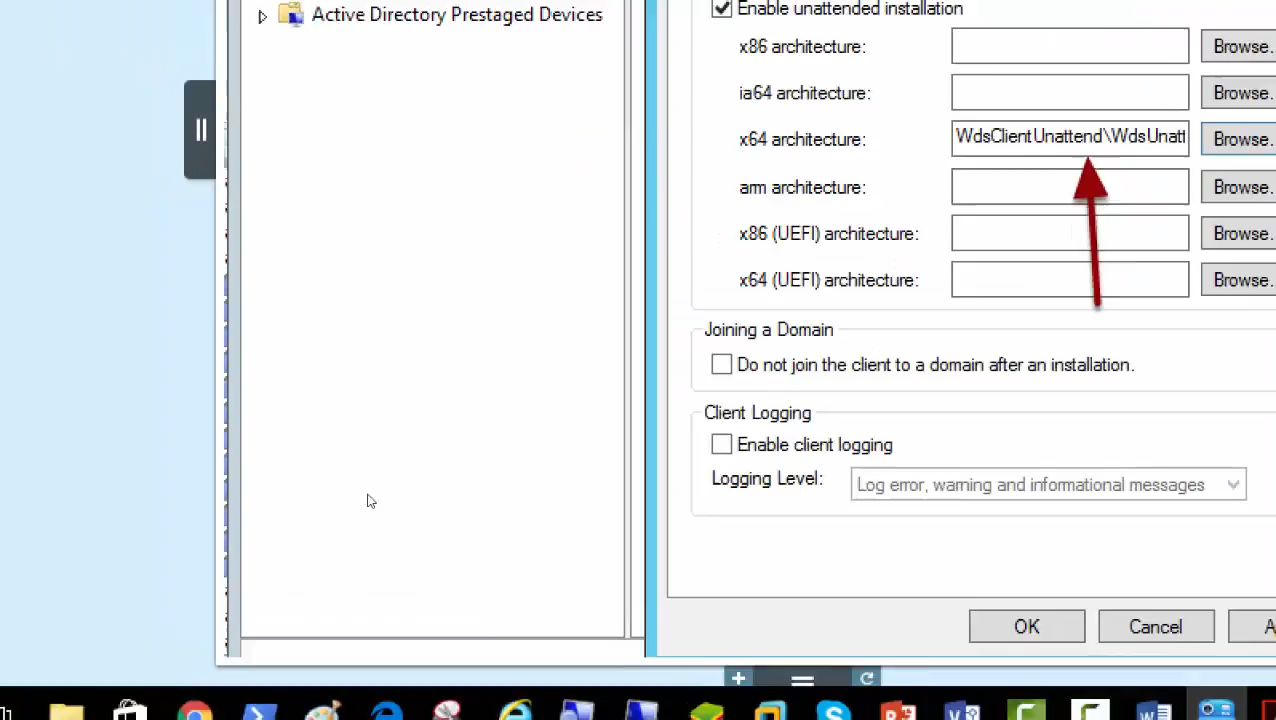 Active Directory Prestaged Devices
Enable unattended installation
x86 architecture:
Browse.
ia64 architecture:
Browse.
x64 architecture:
WdsClientUnattend\WdsUnatt
Browse.
arm architecture:
Browse.
x86 (UEFI) architecture:
Browse.
x64 (UEFI) architecture:
Browse.
Joining a Domain
Do not join the client to a domain after an installation.
Client Logging
Enable client logging
Logging Level:
Log error, warning and informational messages
OK
Cancel
A